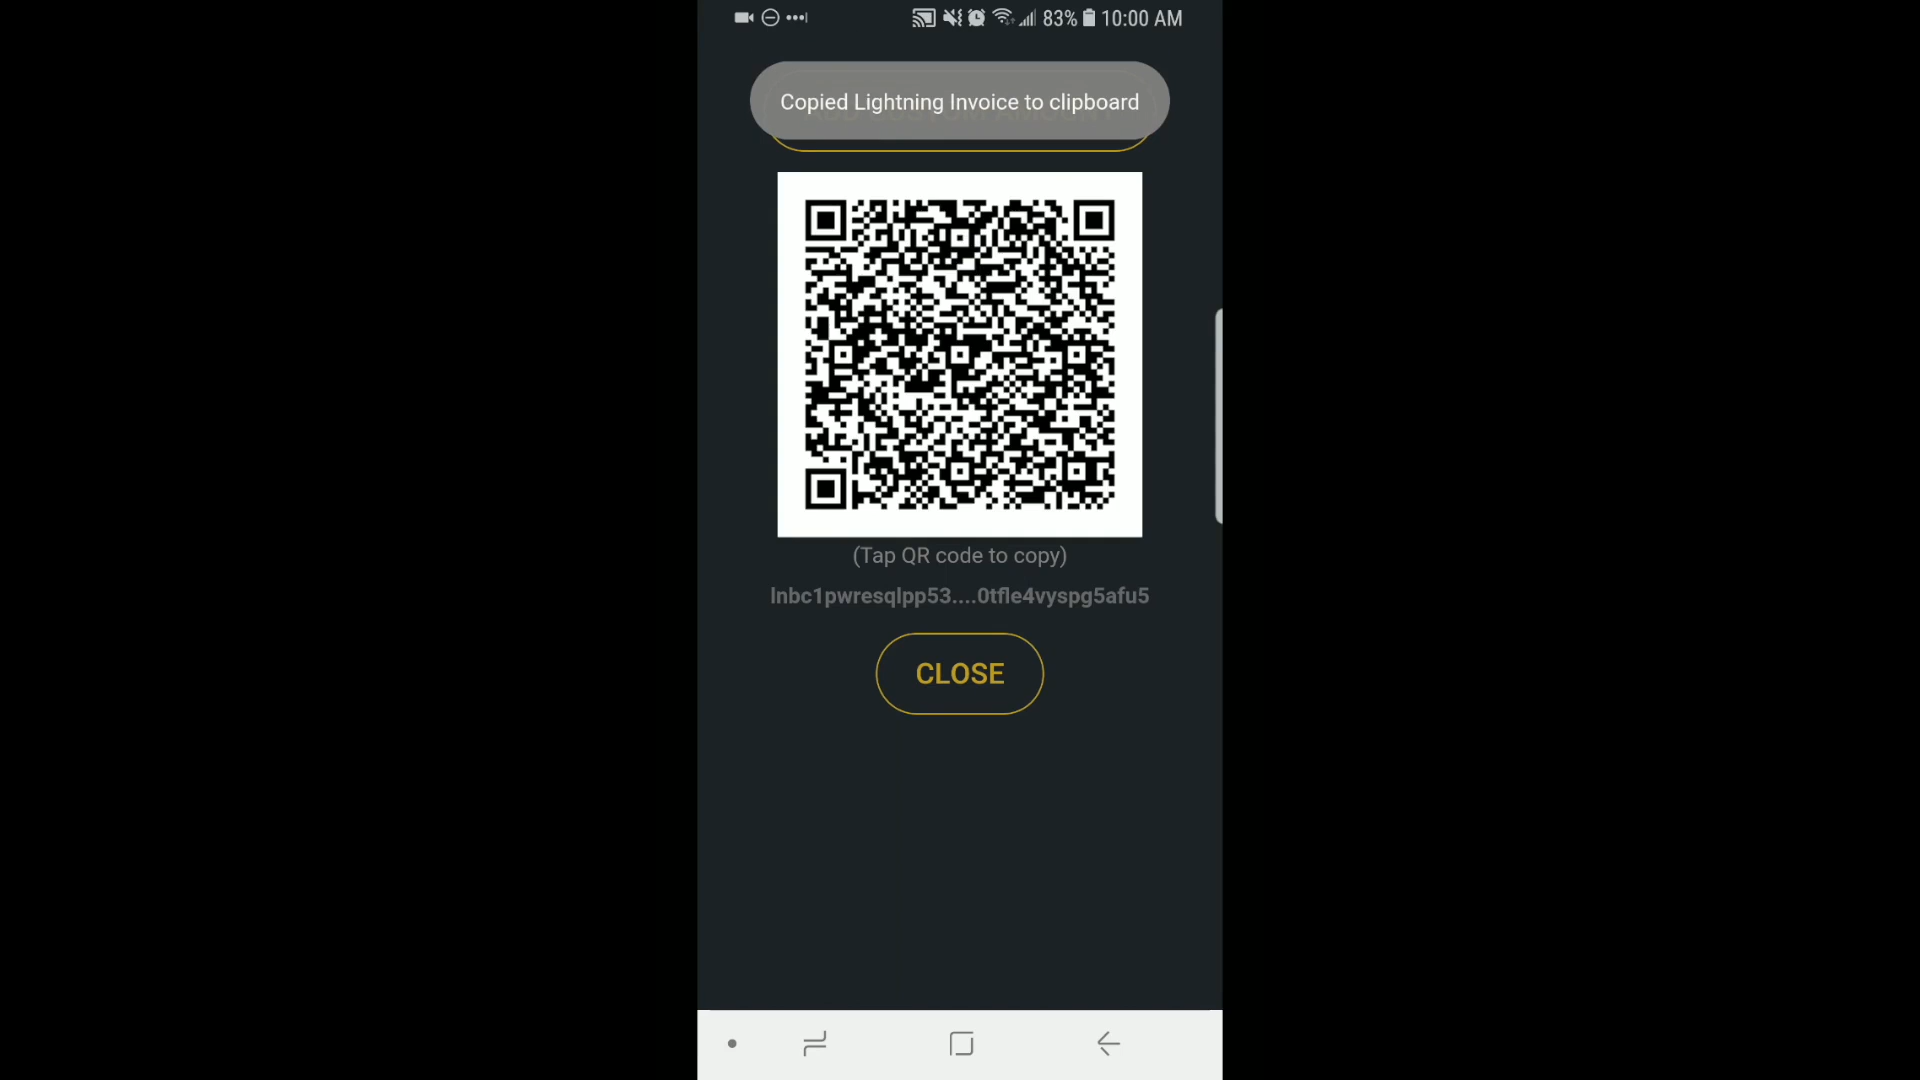 83% 10:00 AM
Copied Lightning Invoice to clipboard
(Tap QR code to copy)
lnbc1pwresqlpp53....0tfle4vyspg5afu5
CLOSE